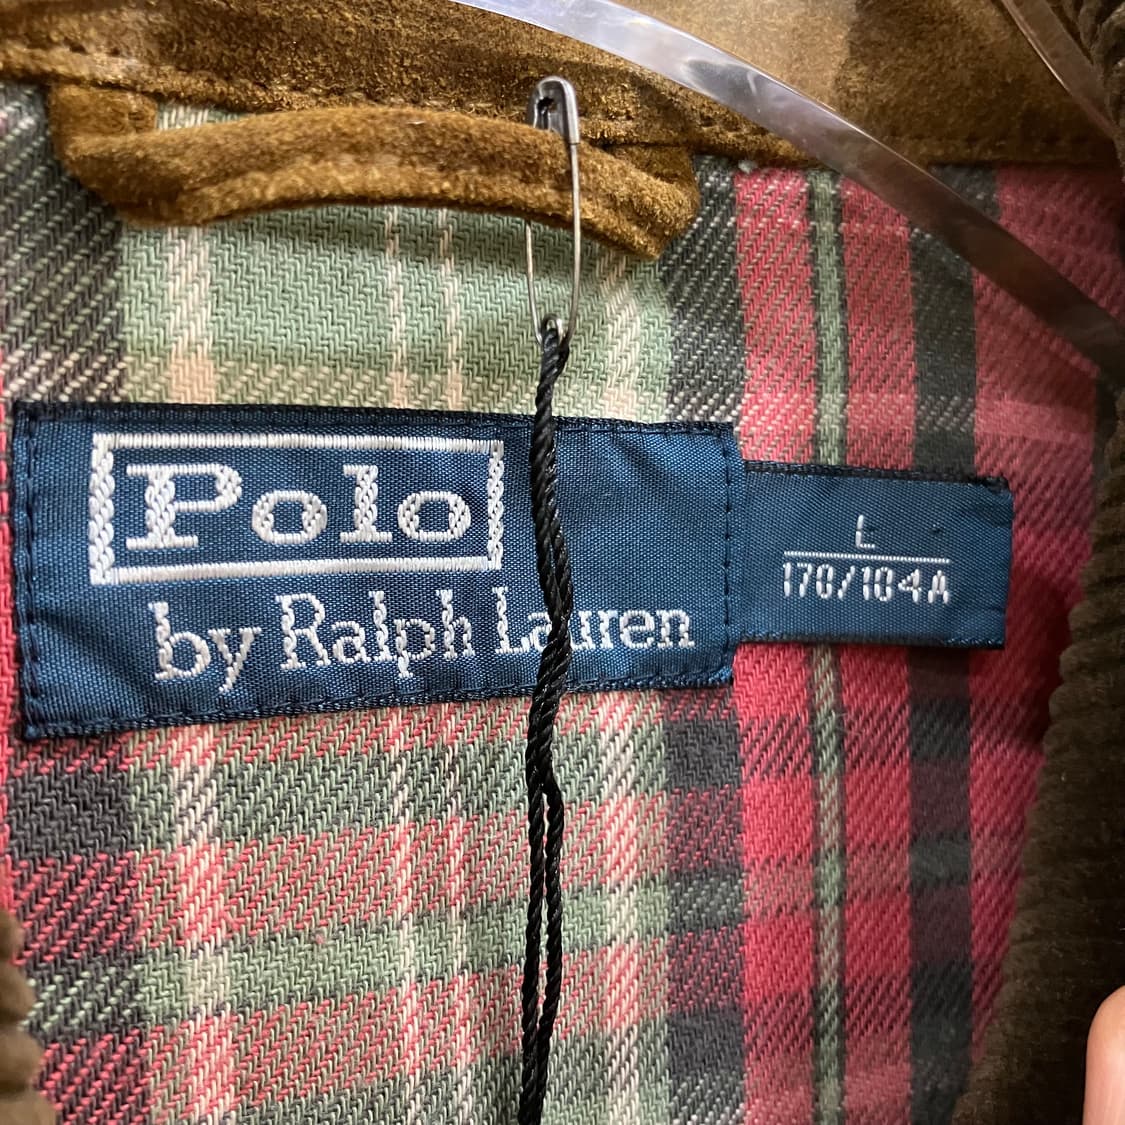 Polo
by Ralph Lauren
L
170/104A